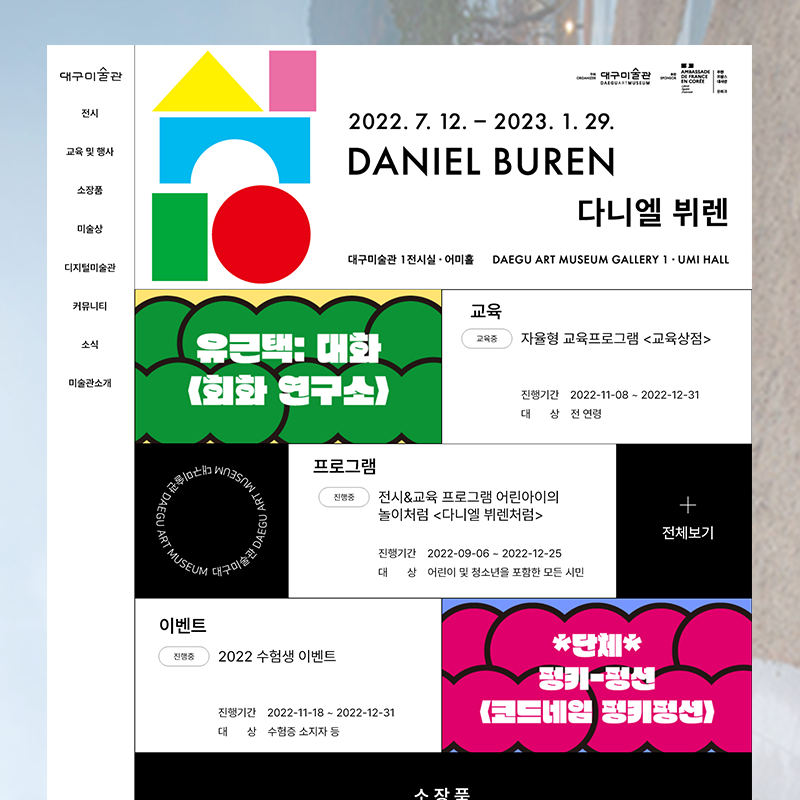 대구미술관
전시
교육 및 행사
소장품
미술상
디지털미술관
커뮤니티
소식
미술관소개
주최
ORGANIZER
대구미술관
DAEGU ART MUSEUM
후원
SPONSOR
AMBASSADE
DE FRANCE
EN CORÉE
주한
프랑스
대사관
문화과
2022. 7. 12. – 2023. 1. 29.
DANIEL BUREN
다니엘 뷔렌
대구미술관 1전시실 · 어미홀 DAEGU ART MUSEUM GALLERY 1 · UMI HALL
유근택: 대화
〈회화 연구소〉
교육
교육중 자율형 교육프로그램 <교육상점>
진행기간 2022-11-08 ~ 2022-12-31
대 상 전 연령
대구미술관 DAEGU ART MUSEUM 대구미술관 DAEGU ART MUSEUM
프로그램
진행중 전시&교육 프로그램 어린아이의
놀이처럼 <다니엘 뷔렌처럼>
진행기간 2022-09-06 ~ 2022-12-25
대 상 어린이 및 청소년을 포함한 모든 시민
전체보기
이벤트
진행중 2022 수험생 이벤트
진행기간 2022-11-18 ~ 2022-12-31
대 상 수험증 소지자 등
*단체*
펑키-펑션
〈코드네임 펑키펑션〉
소장품